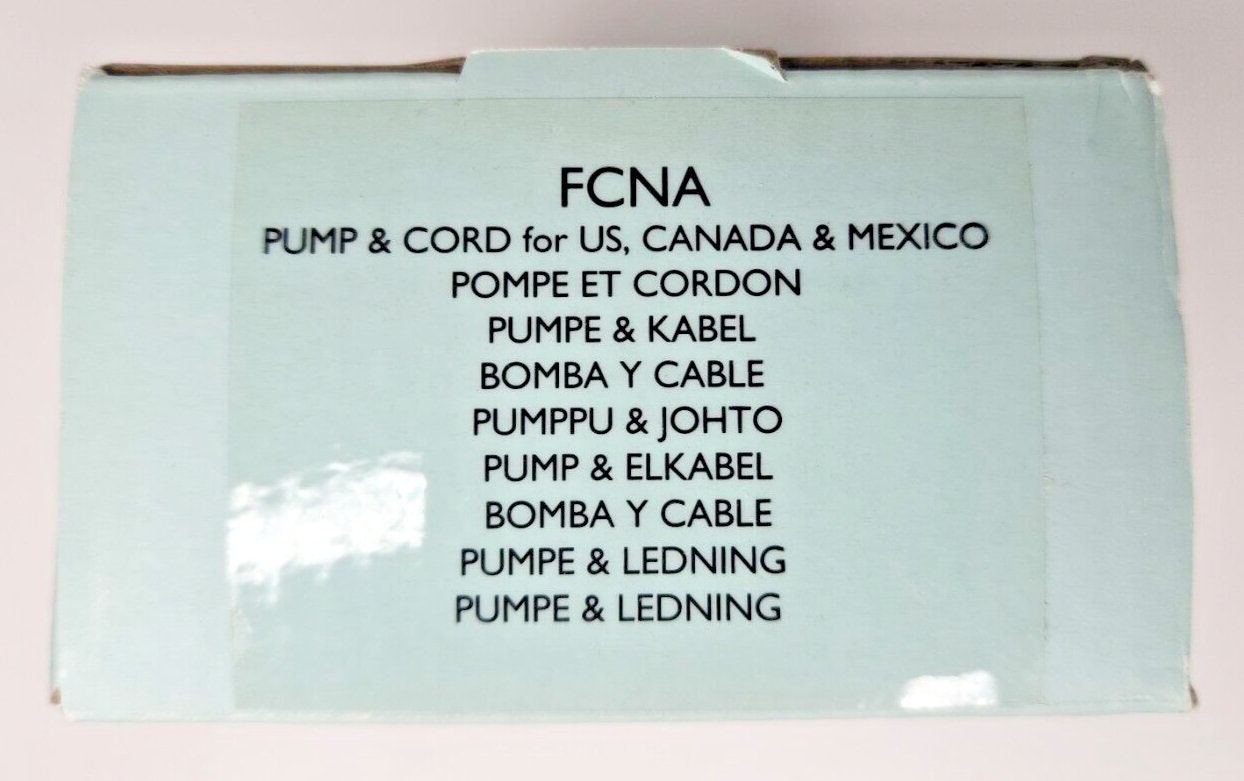 FCNA
PUMP & CORD for US, CANADA & MEXICO
POMPE ET CORDON
PUMPE & KABEL
BOMBA Y CABLE
PUMPPU & JOHTO
PUMP & ELKABEL
BOMBA Y CABLE
PUMPE & LEDNING
PUMPE & LEDNING